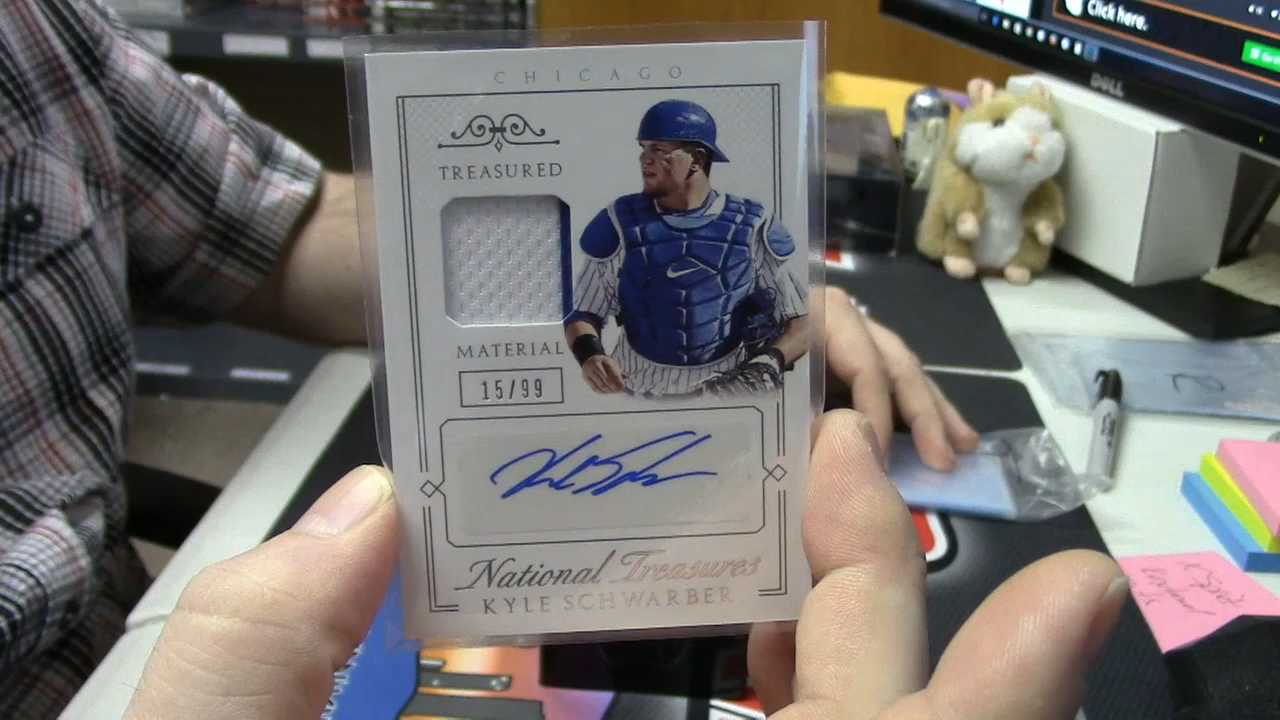 CHICAGO
TREASURED
MATERIAL
15/99
National Treasures
KYLE SCHWARBER
Click here.
DELL